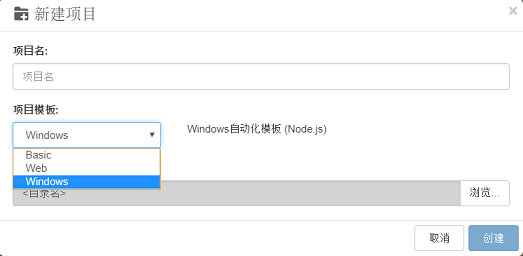 新建项目
×
项目名:
项目名
项目模板:
Windows
Windows自动化模板 (Node.js)
Basic
Web
Windows
<目录名>
浏览...
取消
创建